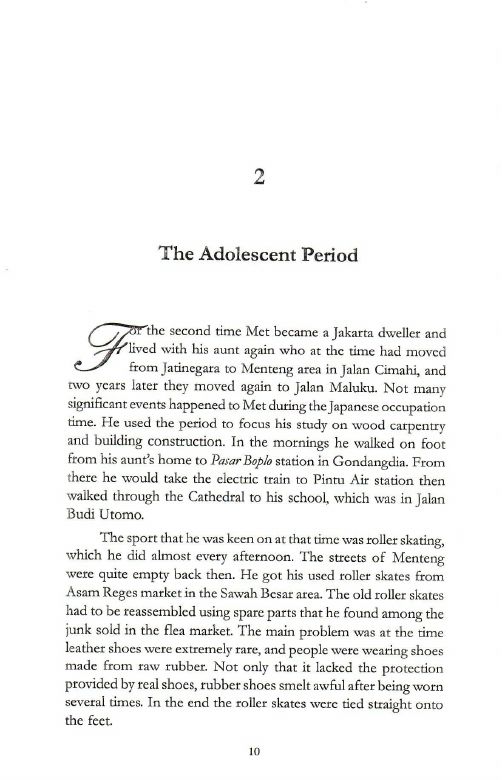 2
The Adolescent Period
For the second time Met became a Jakarta dweller and
lived with his aunt again who at the time had moved
from Jatinegara to Menteng area in Jalan Cimahi, and
two years later they moved again to Jalan Maluku. Not many
significant events happened to Met during the Japanese occupation
time. He used the period to focus his study on wood carpentry
and building construction. In the mornings he walked on foot
from his aunt's home to Pasar Boplo station in Gondangdia. From
there he would take the electric train to Pintu Air station then
walked through the Cathedral to his school, which was in Jalan
Budi Utomo.
The sport that he was keen on at that time was roller skating,
which he did almost every afternoon. The streets of Menteng
were quite empty back then. He got his used roller skates from
Asam Reges market in the Sawah Besar area. The old roller skates
had to be reassembled using spare parts that he found among the
junk sold in the flea market. The main problem was at the time
leather shoes were extremely rare, and people were wearing shoes
made from raw rubber. Not only that it lacked the protection
provided by real shoes, rubber shoes smelt awful after being worn
several times. In the end the roller skates were tied straight onto
the feet.
10